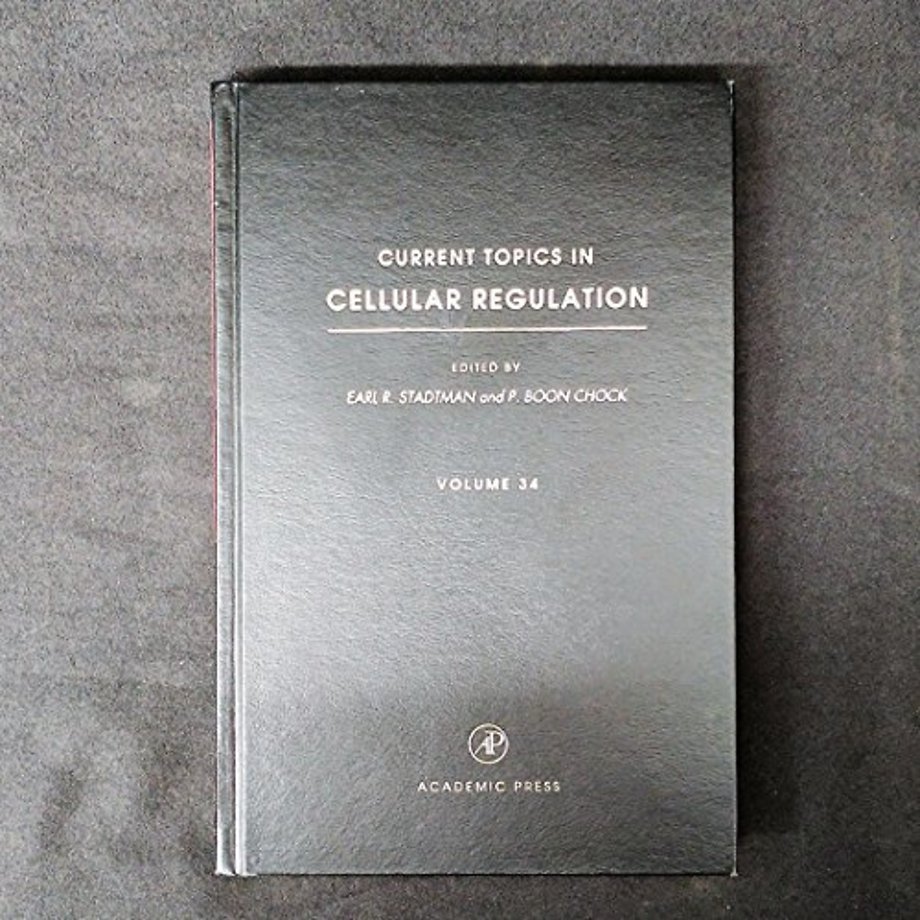 CURRENT TOPICS IN
CELLULAR REGULATION
EDITED BY
EARL R. STADTMAN and P. BOON CHOCK
VOLUME 34
AP
ACADEMIC PRESS